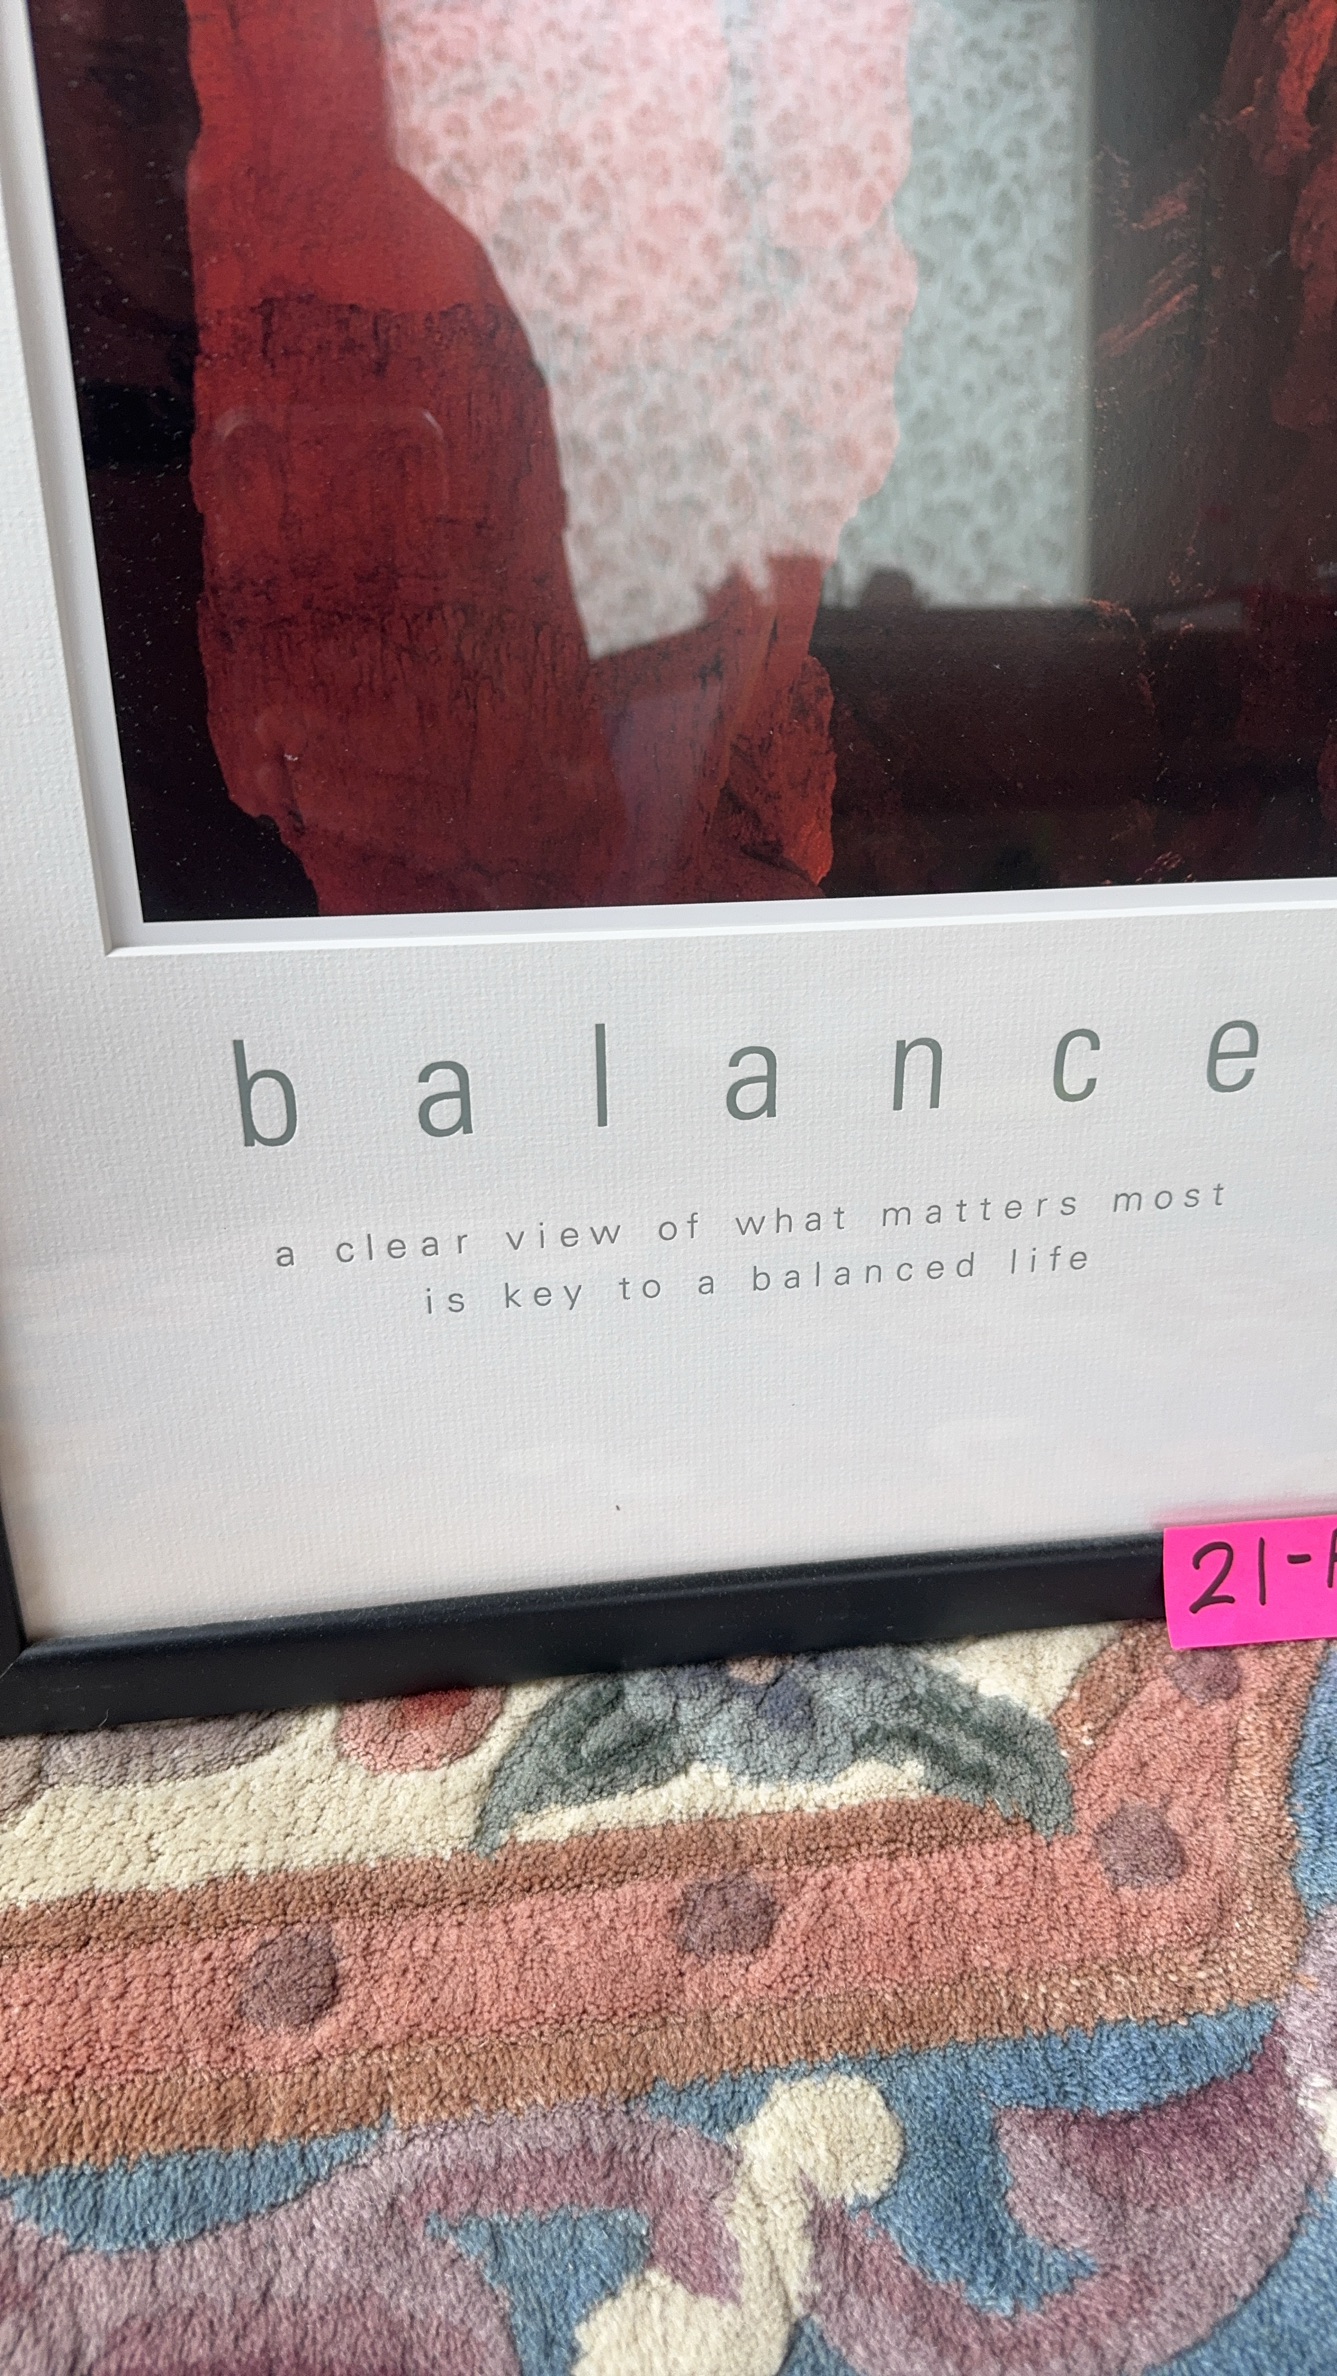 balance
a clear view of what matters most
is key to a balanced life
21-